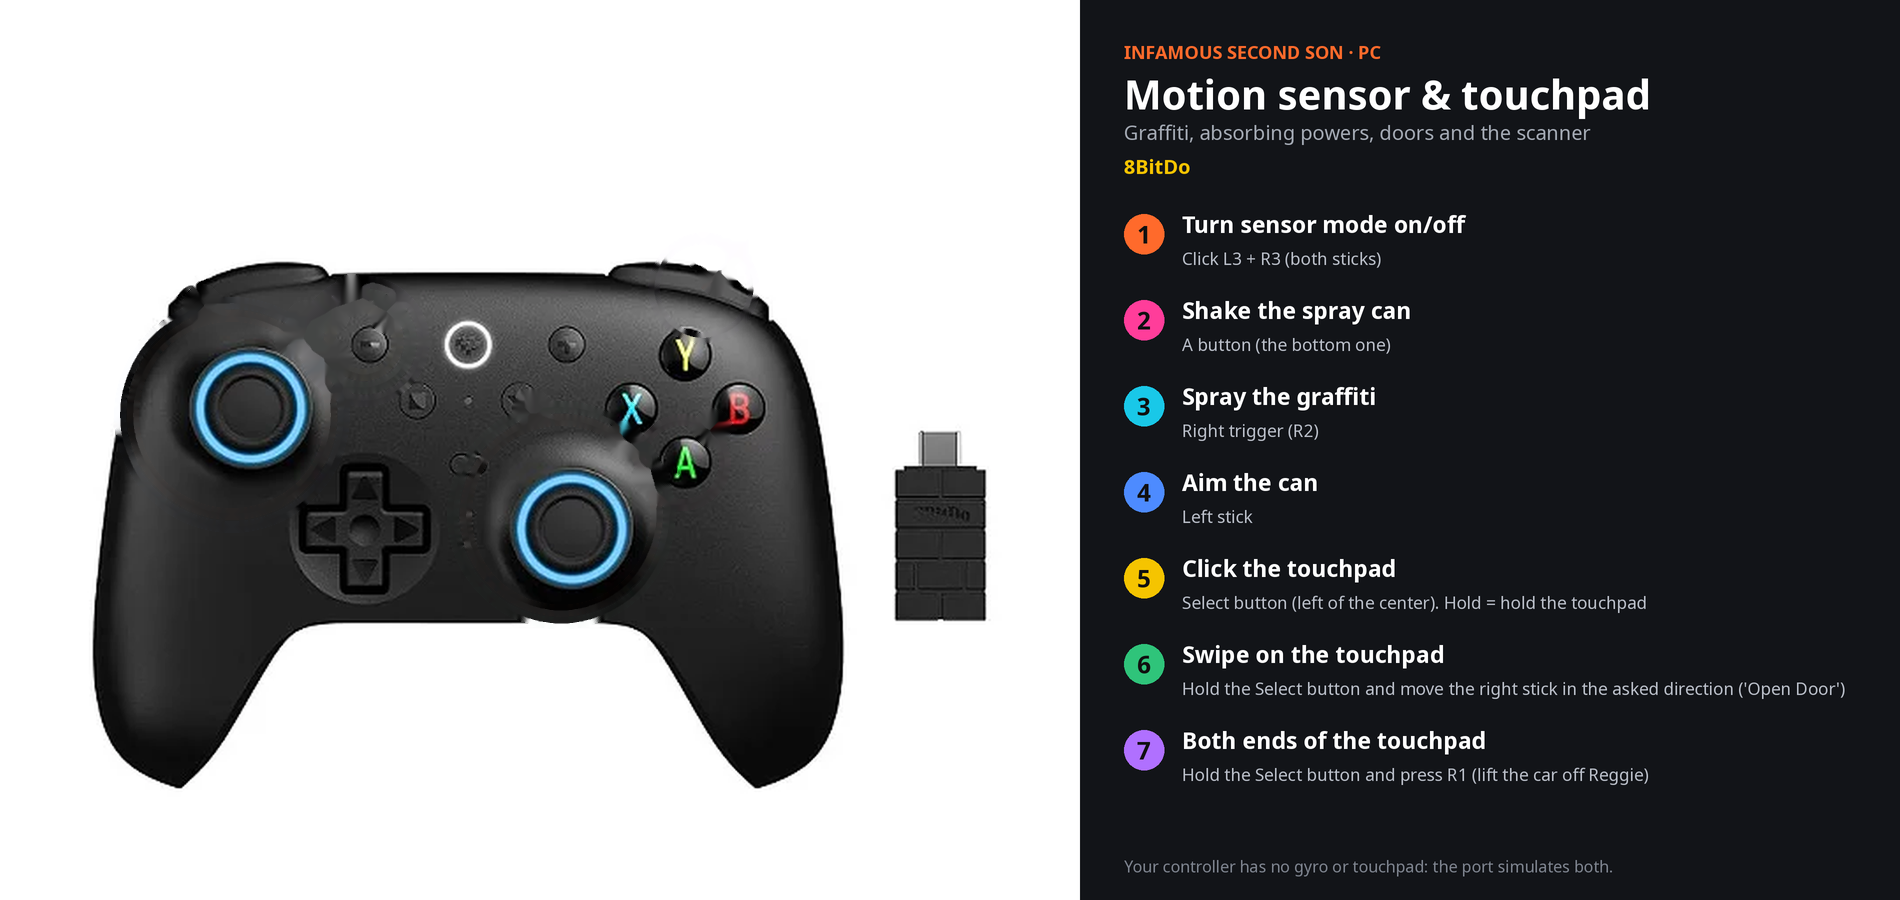 INFAMOUS SECOND SON · PC
Motion sensor & touchpad
Graffiti, absorbing powers, doors and the scanner
8BitDo
1 Turn sensor mode on/off
Click L3 + R3 (both sticks)
2 Shake the spray can
A button (the bottom one)
3 Spray the graffiti
Right trigger (R2)
4 Aim the can
Left stick
5 Click the touchpad
Select button (left of the center). Hold = hold the touchpad
6 Swipe on the touchpad
Hold the Select button and move the right stick in the asked direction ('Open Door')
7 Both ends of the touchpad
Hold the Select button and press R1 (lift the car off Reggie)
Your controller has no gyro or touchpad: the port simulates both.
Y
X
B
A